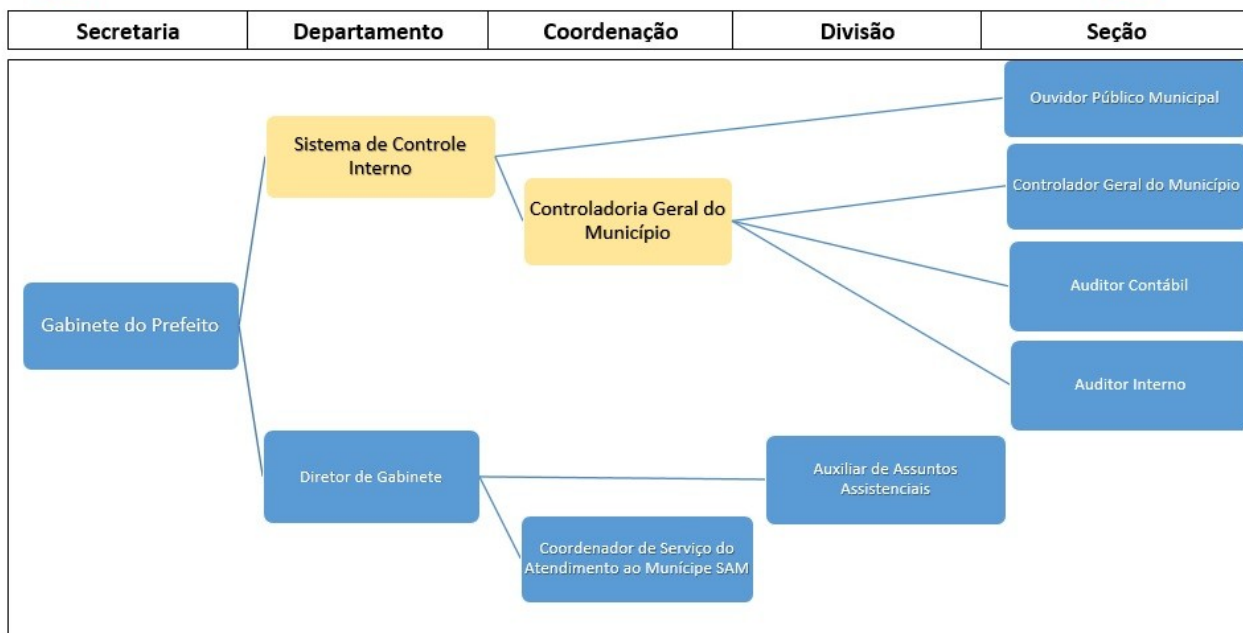 Secretaria
Departamento
Coordenação
Divisão
Seção
Ouvidor Público Municipal
Sistema de Controle
Interno
Controlador Geral do Município
Controladoria Geral do
Município
Auditor Contábil
Gabinete do Prefeito
Auditor Interno
Diretor de Gabinete
Auxiliar de Assuntos
Assistenciais
Coordenador de Serviço do
Atendimento ao Munícipe SAM